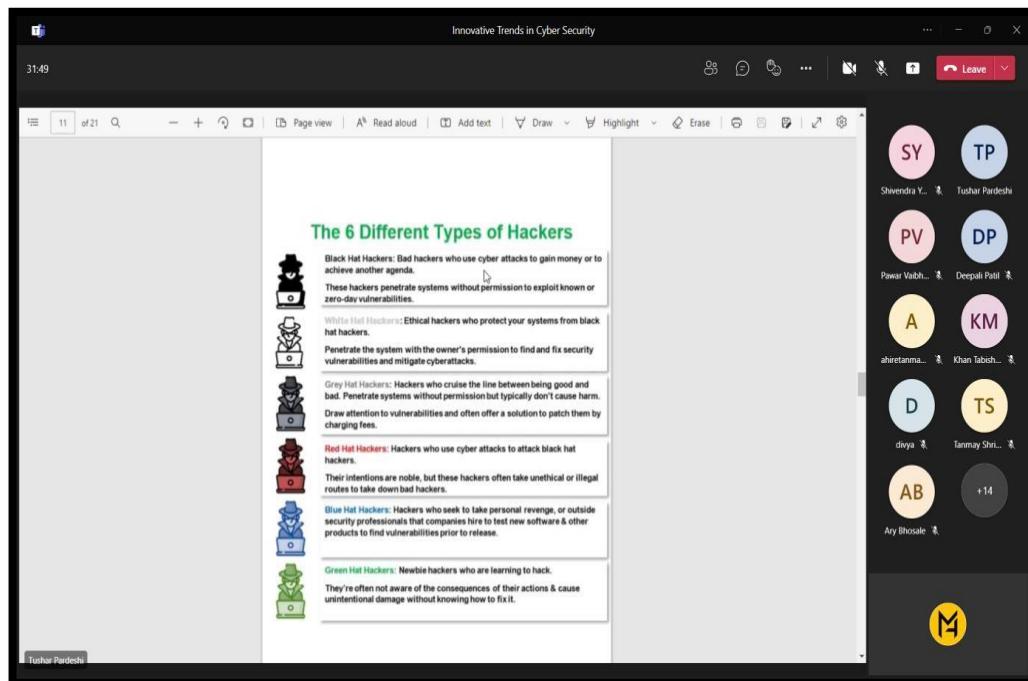 Innovative Trends in Cyber Security
31:49
Leave
11 of 21
Page view
Read aloud
Add text
Draw
Highlight
Erase
The 6 Different Types of Hackers
Black Hat Hackers: Bad hackers who use cyber attacks to gain money or to
achieve another agenda.
These hackers penetrate systems without permission to exploit known or
zero-day vulnerabilities.
White Hat Hackers: Ethical hackers who protect your systems from black
hat hackers.
Penetrate the system with the owner's permission to find and fix security
vulnerabilities and mitigate cyberattacks.
Grey Hat Hackers: Hackers who cruise the line between being good and
bad. Penetrate systems without permission but typically don't cause harm.
Draw attention to vulnerabilities and often offer a solution to patch them by
charging fees.
Red Hat Hackers: Hackers who use cyber attacks to attack black hat
hackers.
Their intentions are noble, but these hackers often take unethical or illegal
routes to take down bad hackers.
Blue Hat Hackers: Hackers who seek to take personal revenge, or outside
security professionals that companies hire to test new software & other
products to find vulnerabilities prior to release.
Green Hat Hackers: Newbie hackers who are learning to hack.
They're often not aware of the consequences of their actions & cause
unintentional damage without knowing how to fix it.
Tushar Pardeshi
SY
TP
Shivendra Y...
Tushar Pardeshi
PV
DP
Pawar Vaibh...
Deepali Patil
A
KM
ahiretanma...
Khan Tabish...
D
TS
divya
Tanmay Shri...
AB
+14
Ary Bhosale
M